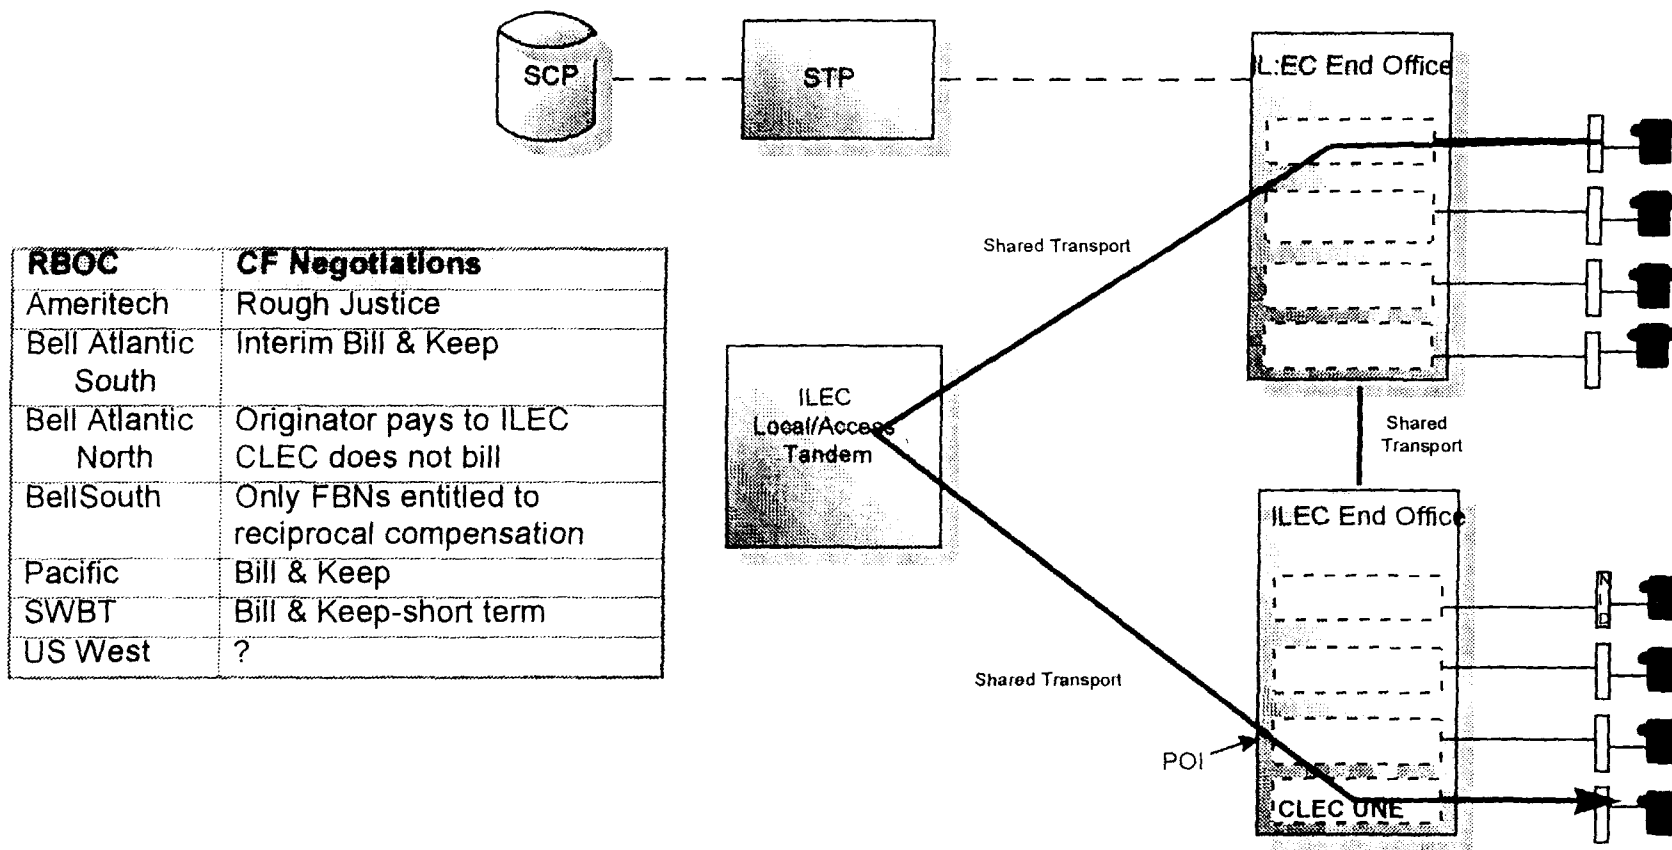 SCP
STP
IL:EC End Office
Shared Transport
RBOC CF Negotiations
Ameritech Rough Justice
Bell Atlantic Interim Bill & Keep
South
Bell Atlantic Originator pays to ILEC
North CLEC does not bill
BellSouth Only FBNs entitled to
reciprocal compensation
Pacific Bill & Keep
SWBT Bill & Keep-short term
US West ?
ILEC
Local/Access
Tandem
Shared
Transport
ILEC End Office
NID
Shared Transport
POI
CLEC UNE